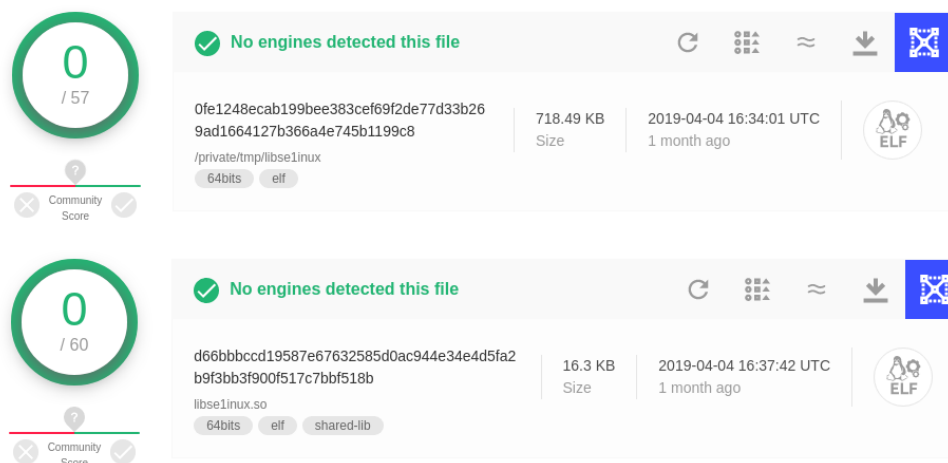 0
/ 57
?
Community
Score
No engines detected this file
0fe1248ecab199bee383cef69f2de77d33b26
9ad1664127b366a4e745b1199c8
/private/tmp/libse1inux
64bits elf
718.49 KB
Size
2019-04-04 16:34:01 UTC
1 month ago
ELF
0
/ 60
?
Community
Score
No engines detected this file
d66bbbccd19587e67632585d0ac944e34e4d5fa2
b9f3bb3f900f517c7bbf518b
libse1inux.so
64bits elf shared-lib
16.3 KB
Size
2019-04-04 16:37:42 UTC
1 month ago
ELF